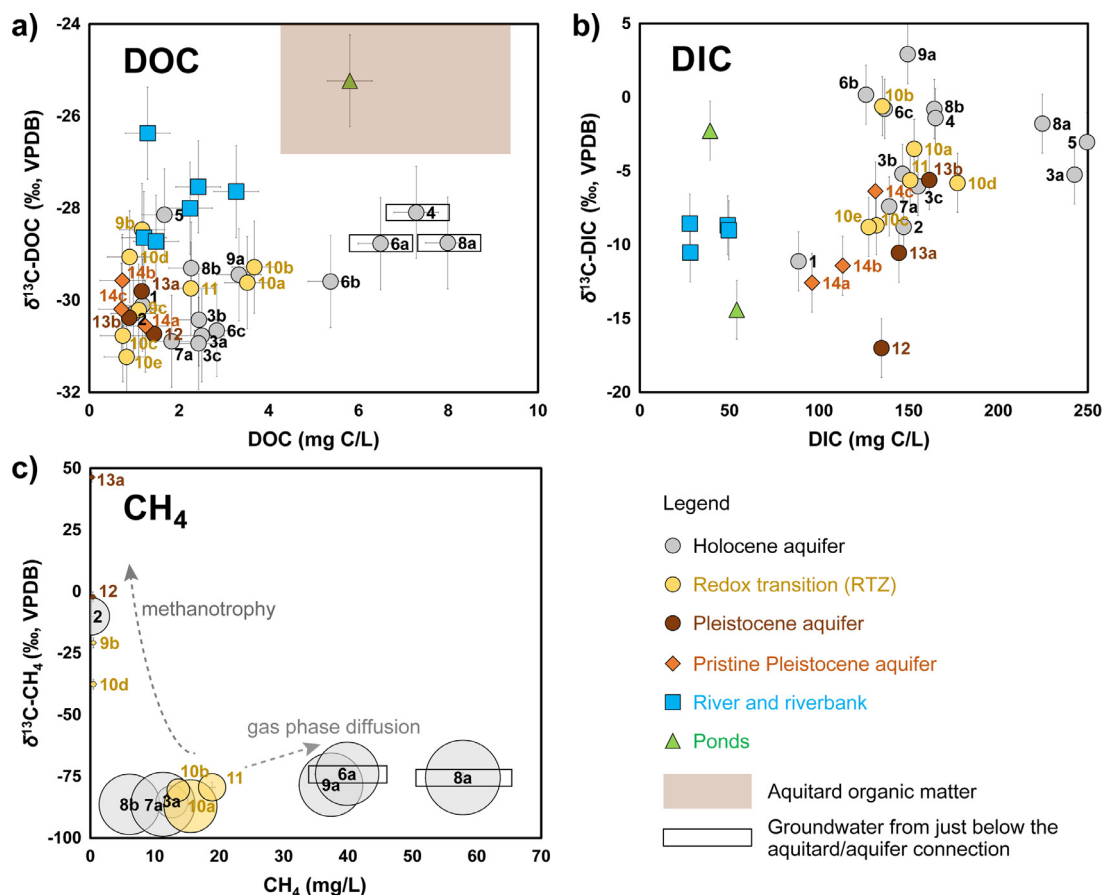 a)
DOC
-24
-26
-28
-30
-32
δ¹³C-DOC (‰, VPDB)
0 2 4 6 8 10
DOC (mg C/L)
5
9b
10d
14b
13a
14c
1
9c
13b
2
14a
12
10c
10e
7a
8b
11
9a
10b
10a
3b
6c
3a
3c
6b
4
6a
8a
b)
DIC
5
0
-5
-10
-15
-20
δ¹³C-DIC (‰, VPDB)
0 50 100 150 200 250
DIC (mg C/L)
9a
6b
10b
6c
8b
4
8a
5
10a
3b
11
13b
10d
3a
14c
3c
7a
10e
10c
2
1
14b
13a
14a
12
c)
CH₄
50
25
0
-25
-50
-75
-100
δ¹³C-CH₄ (‰, VPDB)
0 10 20 30 40 50 60 70
CH₄ (mg/L)
13a
12
2
9b
10d
methanotrophy
gas phase diffusion
10b
11
8b
7a
3a
10a
6a
9a
8a
Legend
Holocene aquifer
Redox transition (RTZ)
Pleistocene aquifer
Pristine Pleistocene aquifer
River and riverbank
Ponds
Aquitard organic matter
Groundwater from just below the
aquitard/aquifer connection